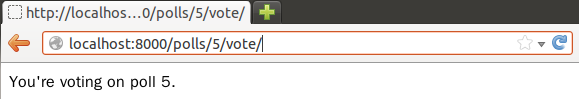 http://localhos...0/polls/5/vote/
localhost:8000/polls/5/vote/
You're voting on poll 5.